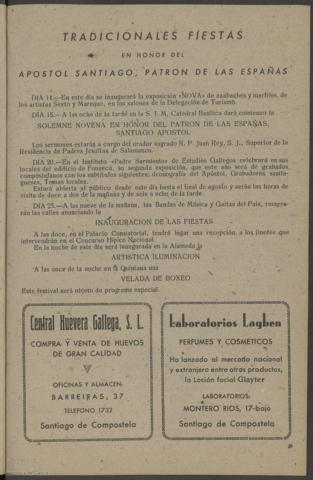 TRADICIONALES FIESTAS
EN HONOR DEL
APOSTOL SANTIAGO, PATRON DE LAS ESPAÑAS
DIA 14.—En este día se inaugurará la exposición «NOVA» de azabaches y marfiles, de
los artistas Sexto y Mareque, en los salones de la Delegación de Turismo.
DIA 15.—A las ocho de la tarde en la S. I. M. Catedral Basílica dará comienzo la
SOLEMNE NOVENA EN HONOR DEL PATRON DE LAS ESPAÑAS,
SANTIAGO APOSTOL
Los sermones estarán a cargo del orador sagrado R. P. Juan Rey, S. J., Superior de
la Residencia de Padres Jesuítas de Salamanca.
DIA 20.—En el Instituto «Padre Sarmiento» de Estudios Gallegos celebrará en sus
locales del edificio de Fonseca, su segunda exposición, que este año será de grabados,
completándose con los subtítulos siguientes: Iconografía del Apóstol, Grabadores santia-
gueses, Temas locales.
Estará abierta al público desde este día hasta el final de agosto y serán las horas de
visita de doce a dos de la mañana y de seis a ocho, de la tarde.
DIA 25.—A las nueve de la mañana, las Bandas de Música y Gaitas del País, recorre-
rán las calles anunciando la
INAUGURACION DE LAS FIESTAS
A las doce, en el Palacio Consistorial, tendrá lugar una recepción a los jinetes que
intervendrán en el Concurso Hípico Nacional.
En la noche de este día será inaugurada en la Alameda la
ARTISTICA ILUMINACION
A las once de la noche en la Quintana una
VELADA DE BOXEO
Este festival será objeto de programa especial.
Central Huevera Gallega, S. L.
COMPRA Y VENTA DE HUEVOS
DE GRAN CALIDAD
OFICINAS Y ALMACEN:
BARREIRAS, 37
TELEFONO 1732
Santiago de Compostela
Laboratorios Lagben
PERFUMES Y COSMETICOS
Ha lanzado al mercado nacional
y extranjero entre otros productos,
la Loción facial Glayter
LABORATORIOS:
MONTERO RIOS, 17-bajo
Santiago de Compostela